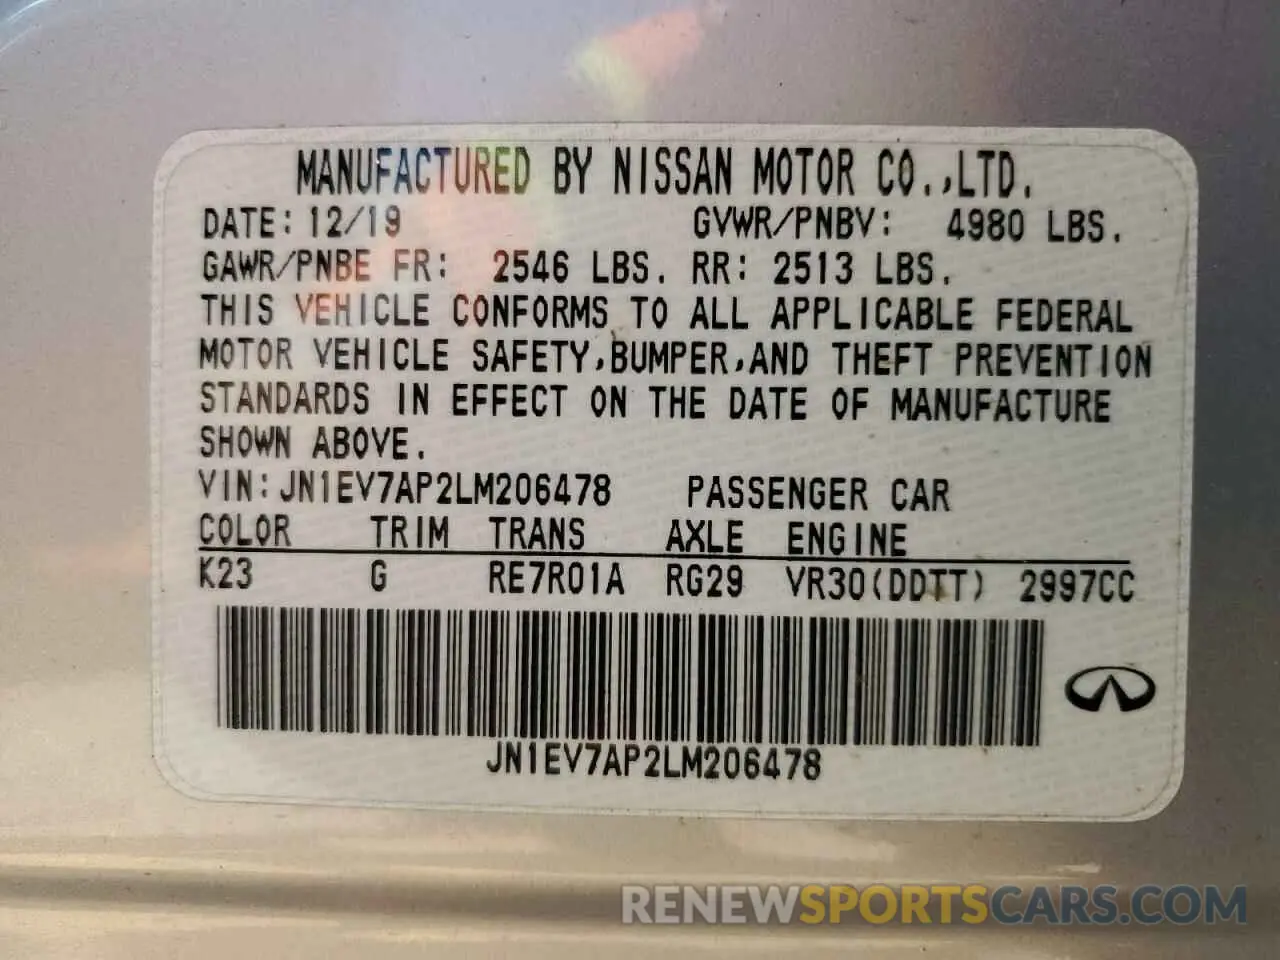 MANUFACTURED BY NISSAN MOTOR CO.,LTD.
DATE: 12/19 GVWR/PNBV: 4980 LBS.
GAWR/PNBE FR: 2546 LBS. RR: 2513 LBS.
THIS VEHICLE CONFORMS TO ALL APPLICABLE FEDERAL
MOTOR VEHICLE SAFETY,BUMPER,AND THEFT PREVENTION
STANDARDS IN EFFECT ON THE DATE OF MANUFACTURE
SHOWN ABOVE.
VIN: JN1EV7AP2LM206478 PASSENGER CAR
COLOR TRIM TRANS AXLE ENGINE
K23 G RE7R01A RG29 VR30(DDTT) 2997CC
JN1EV7AP2LM206478
RENEWSPORTSCARS.COM